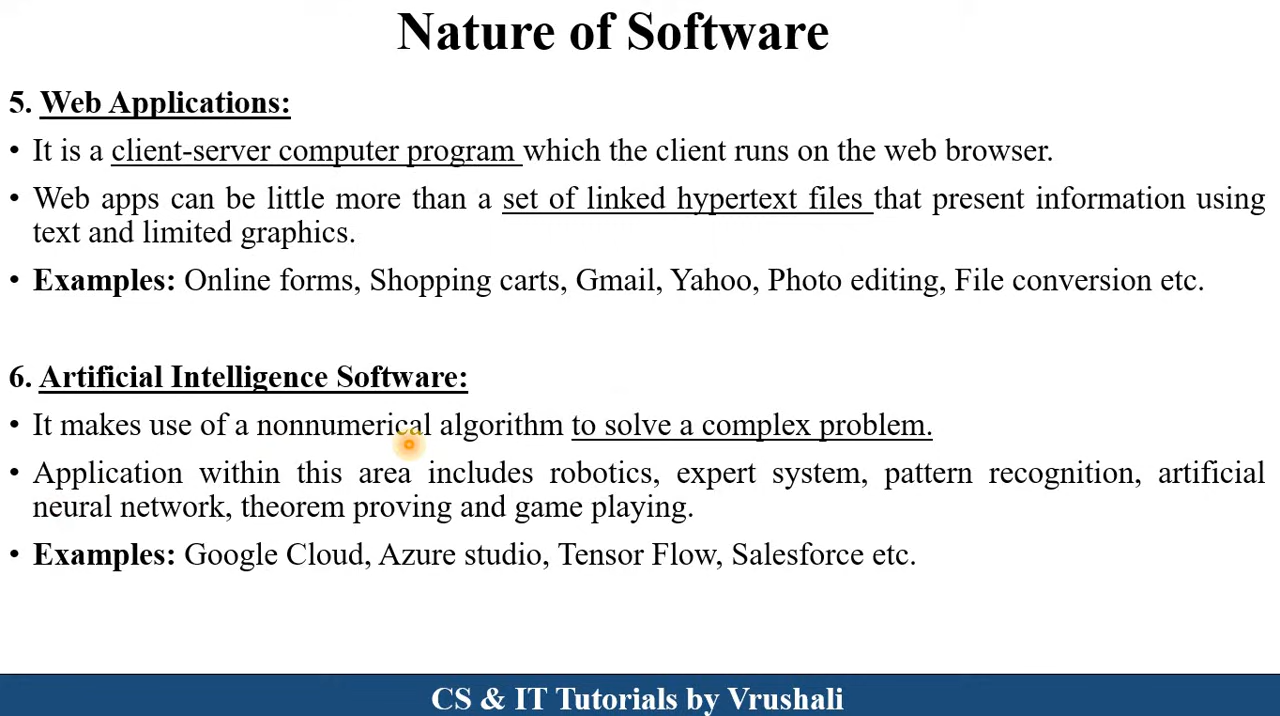 Nature of Software
5. Web Applications:
• It is a client-server computer program which the client runs on the web browser.
• Web apps can be little more than a set of linked hypertext files that present information using
text and limited graphics.
• Examples: Online forms, Shopping carts, Gmail, Yahoo, Photo editing, File conversion etc.
6. Artificial Intelligence Software:
• It makes use of a nonnumerical algorithm to solve a complex problem.
• Application within this area includes robotics, expert system, pattern recognition, artificial
neural network, theorem proving and game playing.
• Examples: Google Cloud, Azure studio, Tensor Flow, Salesforce etc.
CS & IT Tutorials by Vrushali